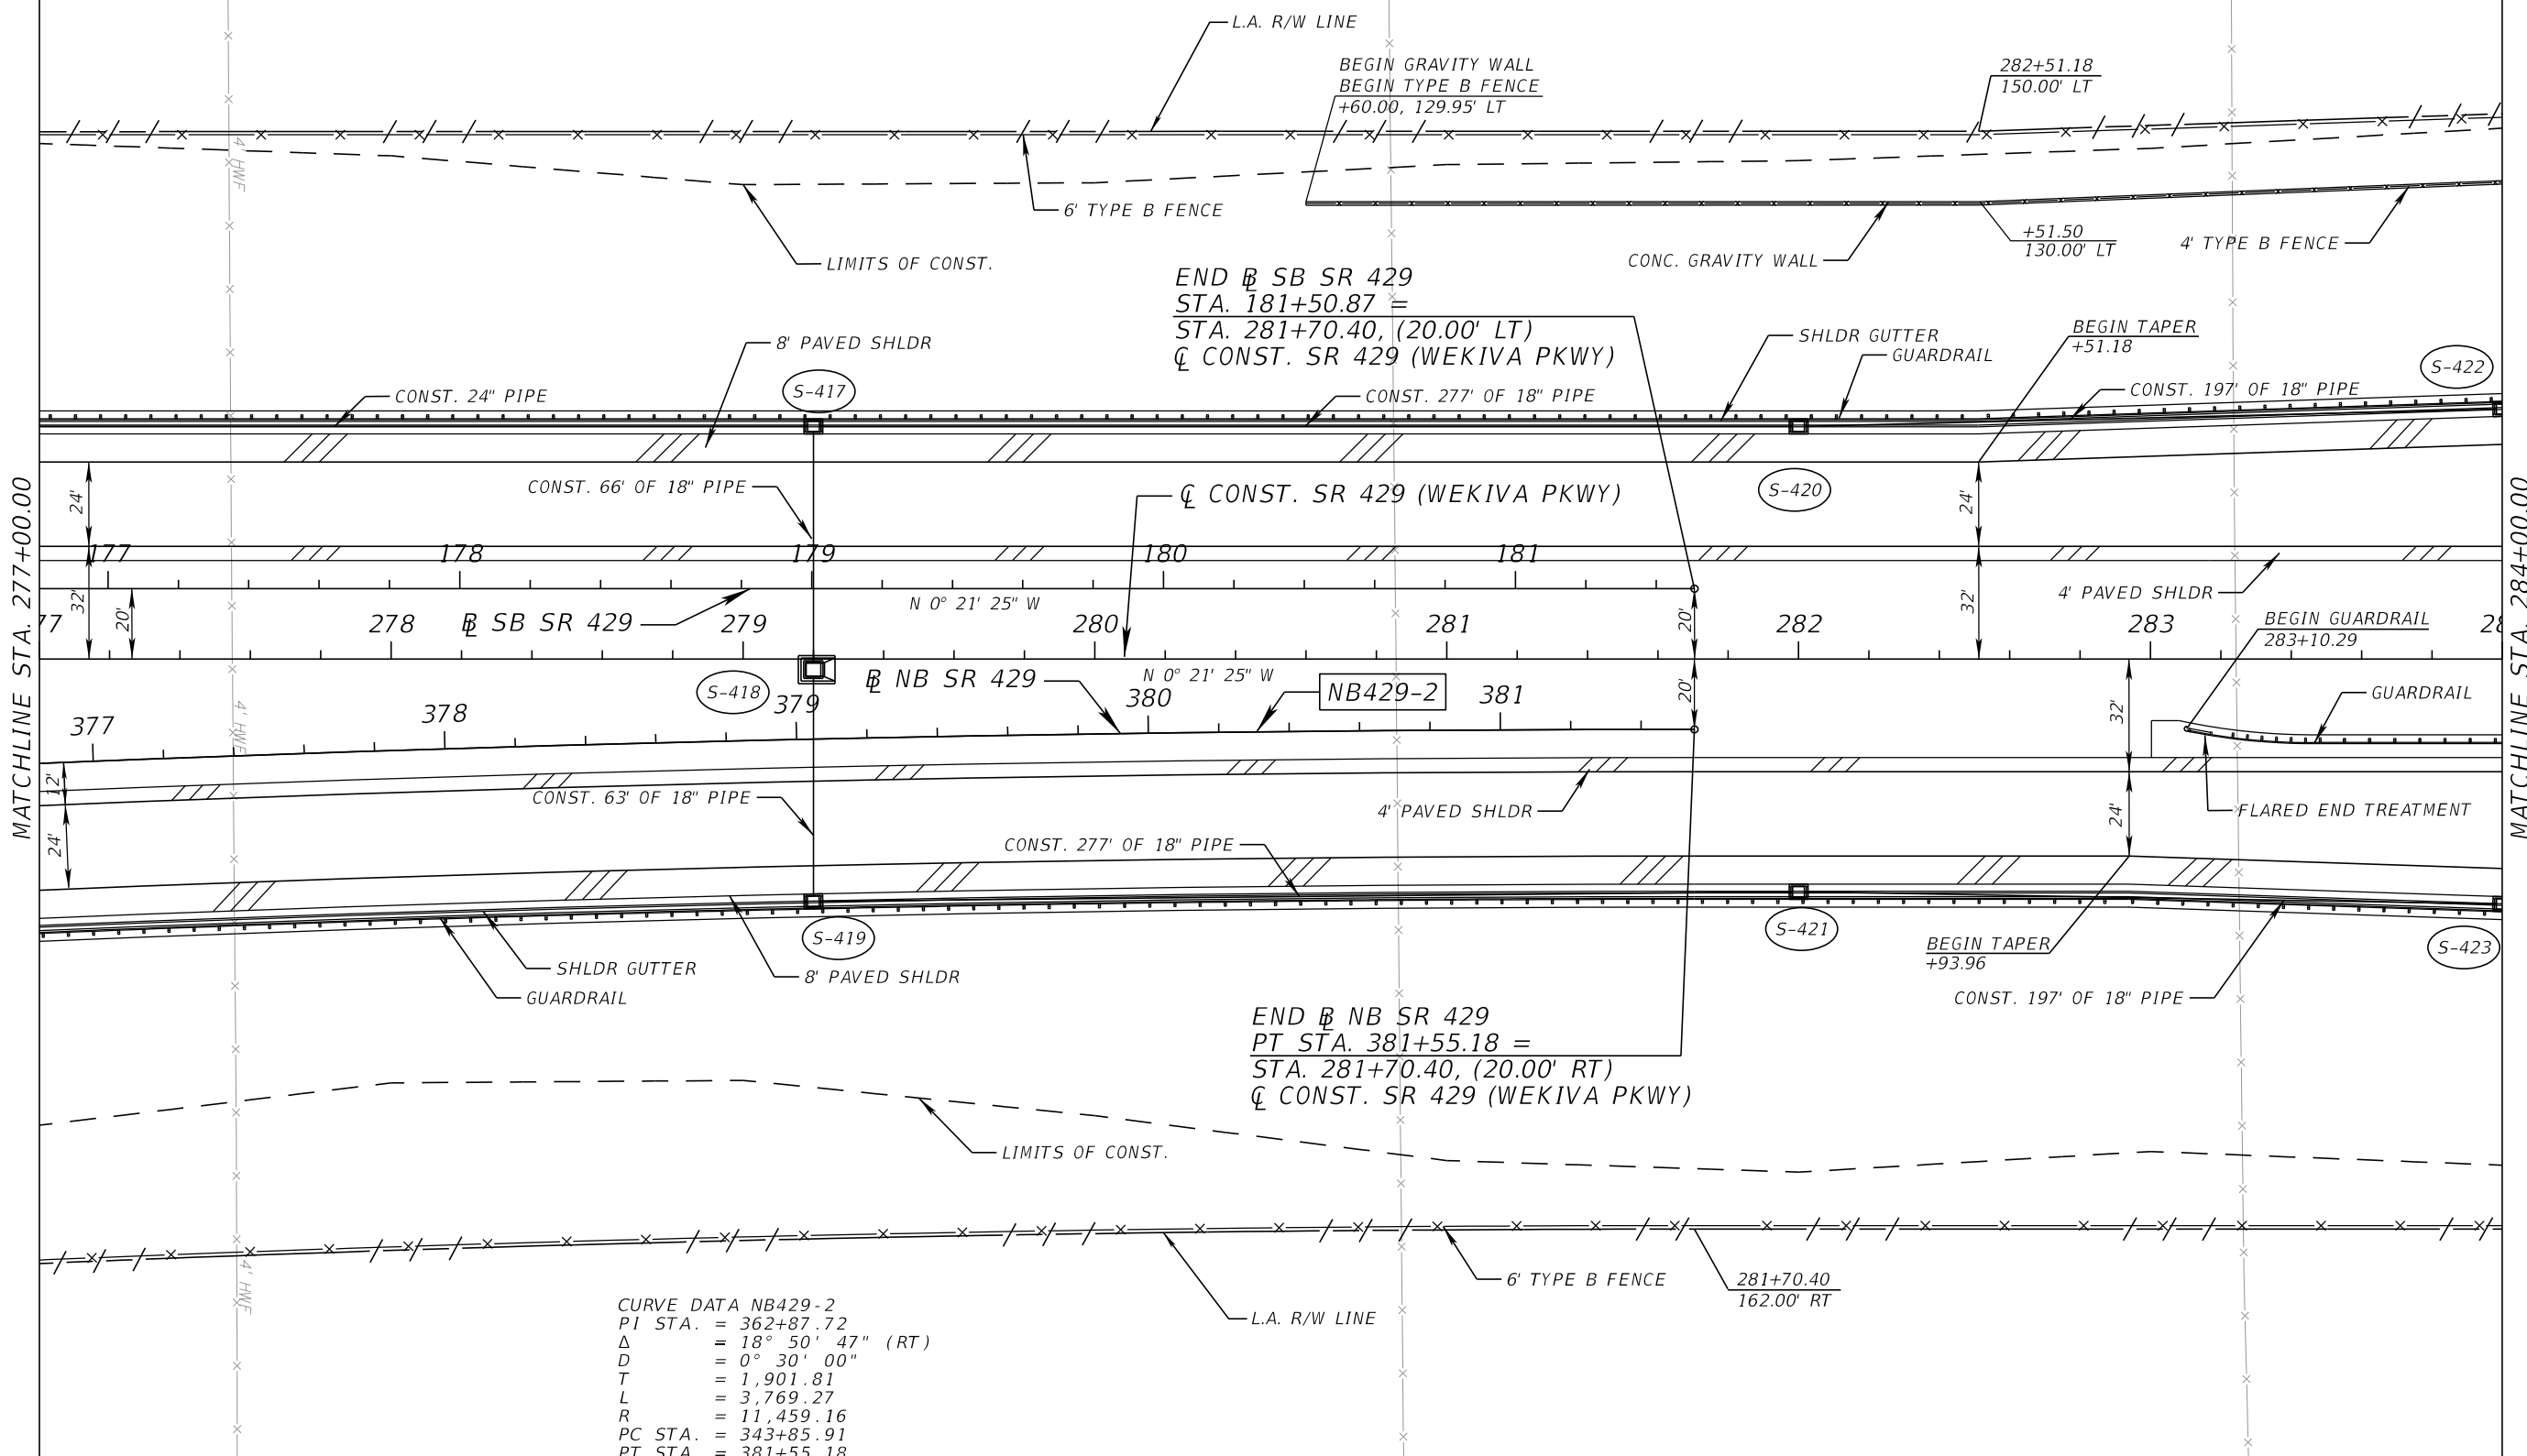 L.A. R/W LINE
BEGIN GRAVITY WALL
BEGIN TYPE B FENCE
+60.00, 129.95' LT
282+51.18
150.00' LT
4' HWF
6' TYPE B FENCE
LIMITS OF CONST.
+51.50
130.00' LT
4' TYPE B FENCE
CONC. GRAVITY WALL
END ℄ SB SR 429
STA. 181+50.87 =
STA. 281+70.40, (20.00' LT)
℄ CONST. SR 429 (WEKIVA PKWY)
8' PAVED SHLDR
SHLDR GUTTER
GUARDRAIL
BEGIN TAPER
+51.18
S-422
CONST. 24" PIPE
S-417
CONST. 277' OF 18" PIPE
CONST. 197' OF 18" PIPE
MATCHLINE STA. 277+00.00
MATCHLINE STA. 284+00.00
24'
CONST. 66' OF 18" PIPE
℄ CONST. SR 429 (WEKIVA PKWY)
S-420
24'
177
178
179
180
181
32'
20'
N 0° 21' 25" W
20'
32'
4' PAVED SHLDR
77
278
℄ SB SR 429
279
280
281
282
283
28
BEGIN GUARDRAIL
283+10.29
S-418
℄ NB SR 429
N 0° 21' 25" W
NB429-2
20'
GUARDRAIL
377
378
379
380
381
32'
4' HWF
12'
CONST. 63' OF 18" PIPE
4' PAVED SHLDR
FLARED END TREATMENT
24'
24'
CONST. 277' OF 18" PIPE
S-419
S-421
BEGIN TAPER
+93.96
S-423
SHLDR GUTTER
8' PAVED SHLDR
GUARDRAIL
CONST. 197' OF 18" PIPE
END ℄ NB SR 429
PT STA. 381+55.18 =
STA. 281+70.40, (20.00' RT)
℄ CONST. SR 429 (WEKIVA PKWY)
LIMITS OF CONST.
4' HWF
6' TYPE B FENCE
281+70.40
162.00' RT
L.A. R/W LINE
CURVE DATA NB429-2
PI STA. = 362+87.72
Δ = 18° 50' 47" (RT)
D = 0° 30' 00"
T = 1,901.81
L = 3,769.27
R = 11,459.16
PC STA. = 343+85.91
PT STA. = 381+55.18